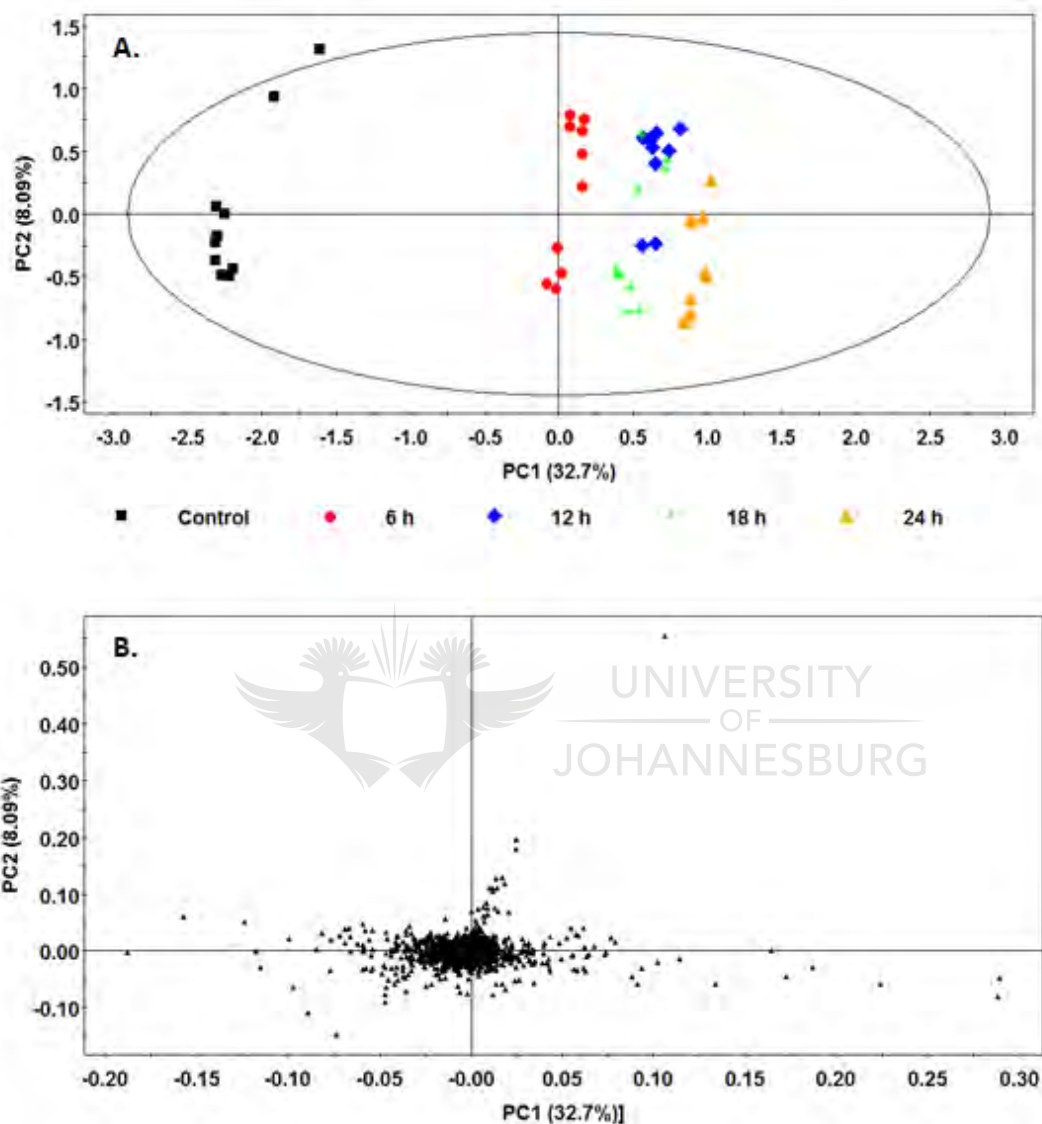 A.
1.5
1.0
0.5
0.0
-0.5
-1.0
-1.5
PC2 (8.09%)
-3.0 -2.5 -2.0 -1.5 -1.0 -0.5 0.0 0.5 1.0 1.5 2.0 2.5 3.0
PC1 (32.7%)
Control 6 h 12 h 18 h 24 h
B.
0.50
0.40
0.30
0.20
0.10
0.00
-0.10
PC2 (8.09%)
UNIVERSITY
OF
JOHANNESBURG
-0.20 -0.15 -0.10 -0.05 -0.00 0.05 0.10 0.15 0.20 0.25 0.30
PC1 (32.7%)]